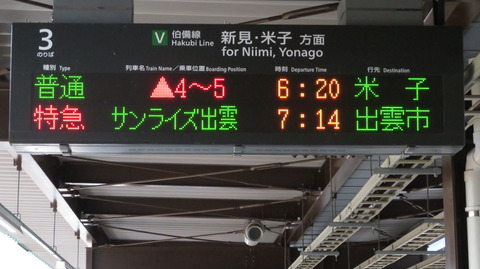 3 のりば
V 伯備線 Hakubi Line
新見・米子 方面
for Niimi, Yonago
種別 Type 列車名 Train Name／乗車位置 Boarding Position 時刻 Departure Time 行先 Destination
普通 ▲4～5 6:20 米子
特急 サンライズ出雲 7:14 出雲市